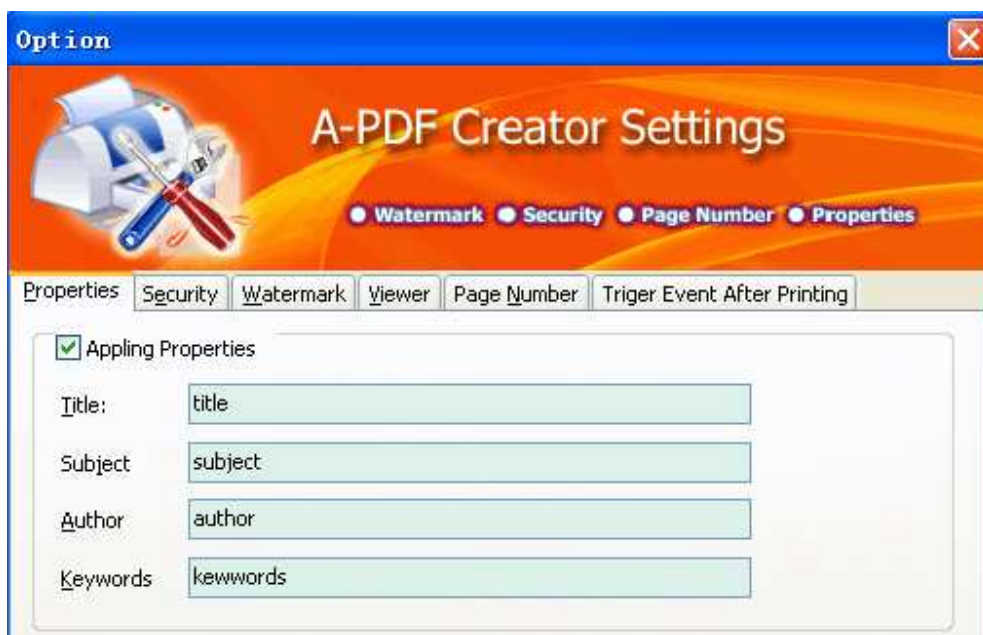 Option
A-PDF Creator Settings
Watermark Security Page Number Properties
Properties Security Watermark Viewer Page Number Triger Event After Printing
Appling Properties
Title: title
Subject subject
Author author
Keywords kewwords